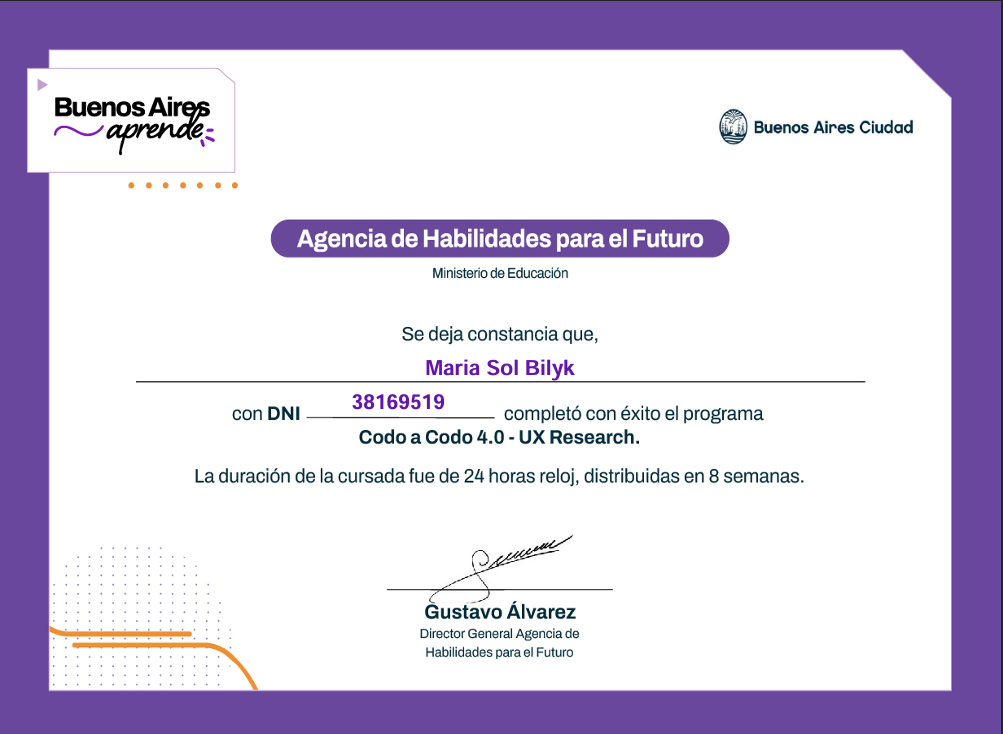 Buenos Aires
aprende
Buenos Aires Ciudad
Agencia de Habilidades para el Futuro
Ministerio de Educación
Se deja constancia que,
Maria Sol Bilyk
con DNI 38169519 completó con éxito el programa
Codo a Codo 4.0 - UX Research.
La duración de la cursada fue de 24 horas reloj, distribuidas en 8 semanas.
Gustavo Álvarez
Director General Agencia de
Habilidades para el Futuro